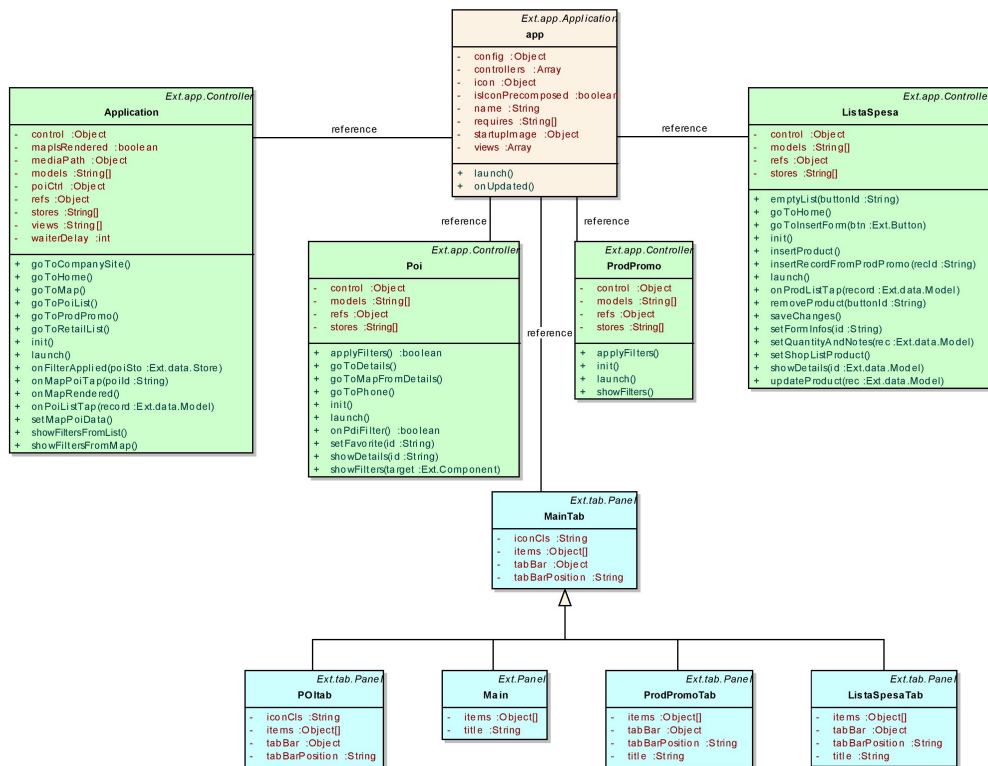 Ext.app.Application
app
- config :Object
- controllers :Array
- icon :Object
- isIconPrecomposed :boolean
- name :String
- requires :String[]
- startupImage :Object
- views :Array
+ launch()
+ onUpdated()
Ext.app.Controller
Application
- control :Object
- mapIsRendered :boolean
- mediaPath :Object
- models :String[]
- poiCtrl :Object
- refs :Object
- stores :String[]
- views :String[]
- waiterDelay :int
+ goToCompanySite()
+ goToHome()
+ goToMap()
+ goToPoiList()
+ goToProdPromo()
+ goToRetailList()
+ init()
+ launch()
+ onFilterApplied(poiSto :Ext.data.Store)
+ onMapPoiTap(poiId :String)
+ onMapRendered()
+ onPoiListTap(record :Ext.data.Model)
+ setMapPoiData()
+ showFiltersFromList()
+ showFiltersFromMap()
reference
reference
Ext.app.Controller
ListaSpesa
- control :Object
- models :String[]
- refs :Object
- stores :String[]
+ emptyList(buttonId :String)
+ goToHome()
+ goToInsertForm(btn :Ext.Button)
+ init()
+ insertProduct()
+ insertRecordFromProdPromo(recId :String)
+ launch()
+ onProdListTap(record :Ext.data.Model)
+ removeProduct(buttonId :String)
+ saveChanges()
+ setFormInfos(id :String)
+ setQuantityAndNotes(rec :Ext.data.Model)
+ setShopListProduct()
+ showDetails(id :Ext.data.Model)
+ updateProduct(rec :Ext.data.Model)
reference
reference
Ext.app.Controller
Poi
- control :Object
- models :String[]
- refs :Object
- stores :String[]
+ applyFilters() :boolean
+ goToDetails()
+ goToMapFromDetails()
+ goToPhone()
+ init()
+ launch()
+ onPdiFilter() :boolean
+ setFavorite(id :String)
+ showDetails(id :String)
+ showFilters(target :Ext.Component)
reference
Ext.app.Controller
ProdPromo
- control :Object
- models :String[]
- refs :Object
- stores :String[]
+ applyFilters()
+ init()
+ launch()
+ showFilters()
Ext.tab.Panel
MainTab
- iconCls :String
- items :Object[]
- tabBar :Object
- tabBarPosition :String
Ext.tab.Panel
POItab
- iconCls :String
- items :Object[]
- tabBar :Object
- tabBarPosition :String
Ext.Panel
Main
- items :Object[]
- title :String
Ext.tab.Panel
ProdPromoTab
- items :Object[]
- tabBar :Object
- tabBarPosition :String
- title :String
Ext.tab.Panel
ListaSpesaTab
- items :Object[]
- tabBar :Object
- tabBarPosition :String
- title :String